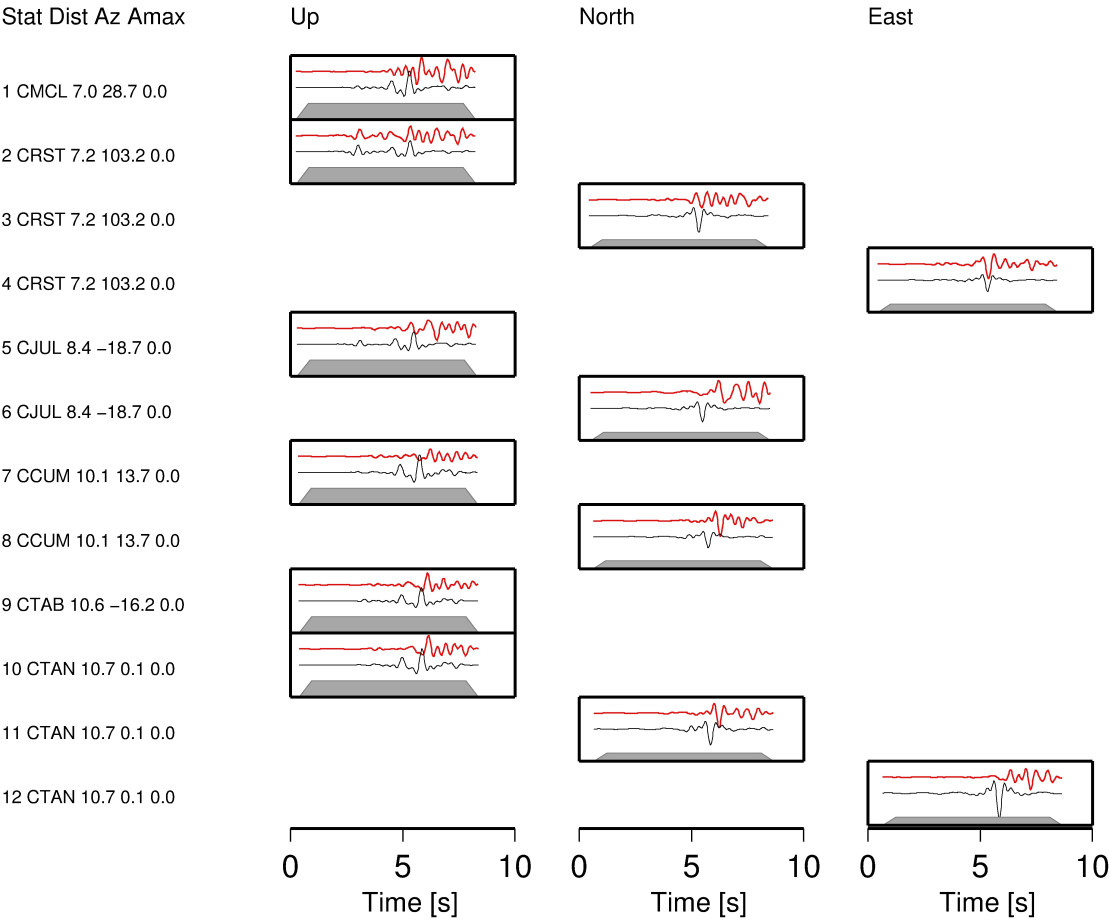 Stat Dist Az Amax Up North East
1 CMCL 7.0 28.7 0.0
2 CRST 7.2 103.2 0.0
3 CRST 7.2 103.2 0.0
4 CRST 7.2 103.2 0.0
5 CJUL 8.4 −18.7 0.0
6 CJUL 8.4 −18.7 0.0
7 CCUM 10.1 13.7 0.0
8 CCUM 10.1 13.7 0.0
9 CTAB 10.6 −16.2 0.0
10 CTAN 10.7 0.1 0.0
11 CTAN 10.7 0.1 0.0
12 CTAN 10.7 0.1 0.0
0 5 10 0 5 10 0 5 10
Time [s] Time [s] Time [s]